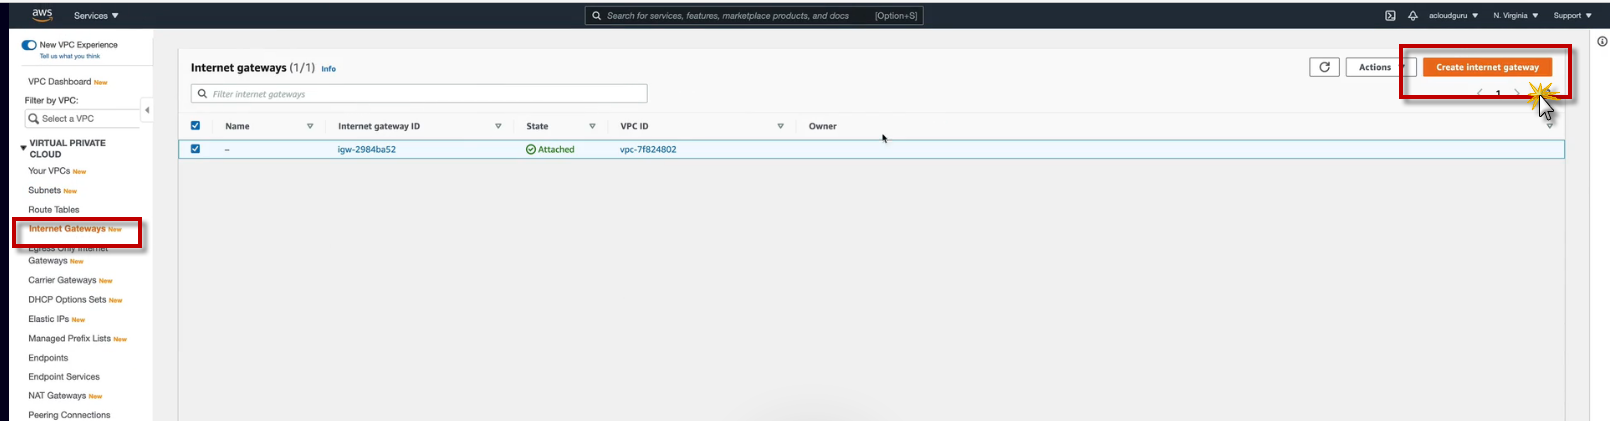 aws Services Search for services, features, marketplace products, and docs [Option+S] acloudguru N. Virginia Support
New VPC Experience
Tell us what you think
VPC Dashboard New
Filter by VPC:
Select a VPC
VIRTUAL PRIVATE
CLOUD
Your VPCs New
Subnets New
Route Tables
Internet Gateways New
Egress Only Internet
Gateways New
Carrier Gateways New
DHCP Options Sets New
Elastic IPs New
Managed Prefix Lists New
Endpoints
Endpoint Services
NAT Gateways New
Peering Connections
Internet gateways (1/1) Info
Actions Create internet gateway
Filter internet gateways
1
Name Internet gateway ID State VPC ID Owner
– igw-2984ba52 Attached vpc-7f824802